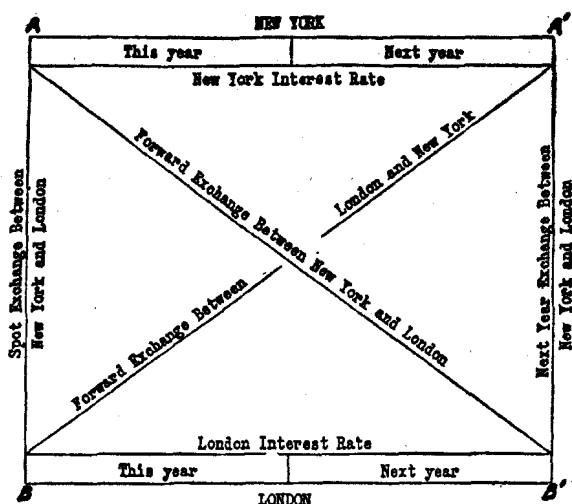 A NEW YORK A'
This year Next year
New York Interest Rate
Forward Exchange Between New York and London
London and New York
Forward Exchange Between
Spot Exchange Between
New York and London
Next Year Exchange Between
New York and London
London Interest Rate
This year Next year
B LONDON B'